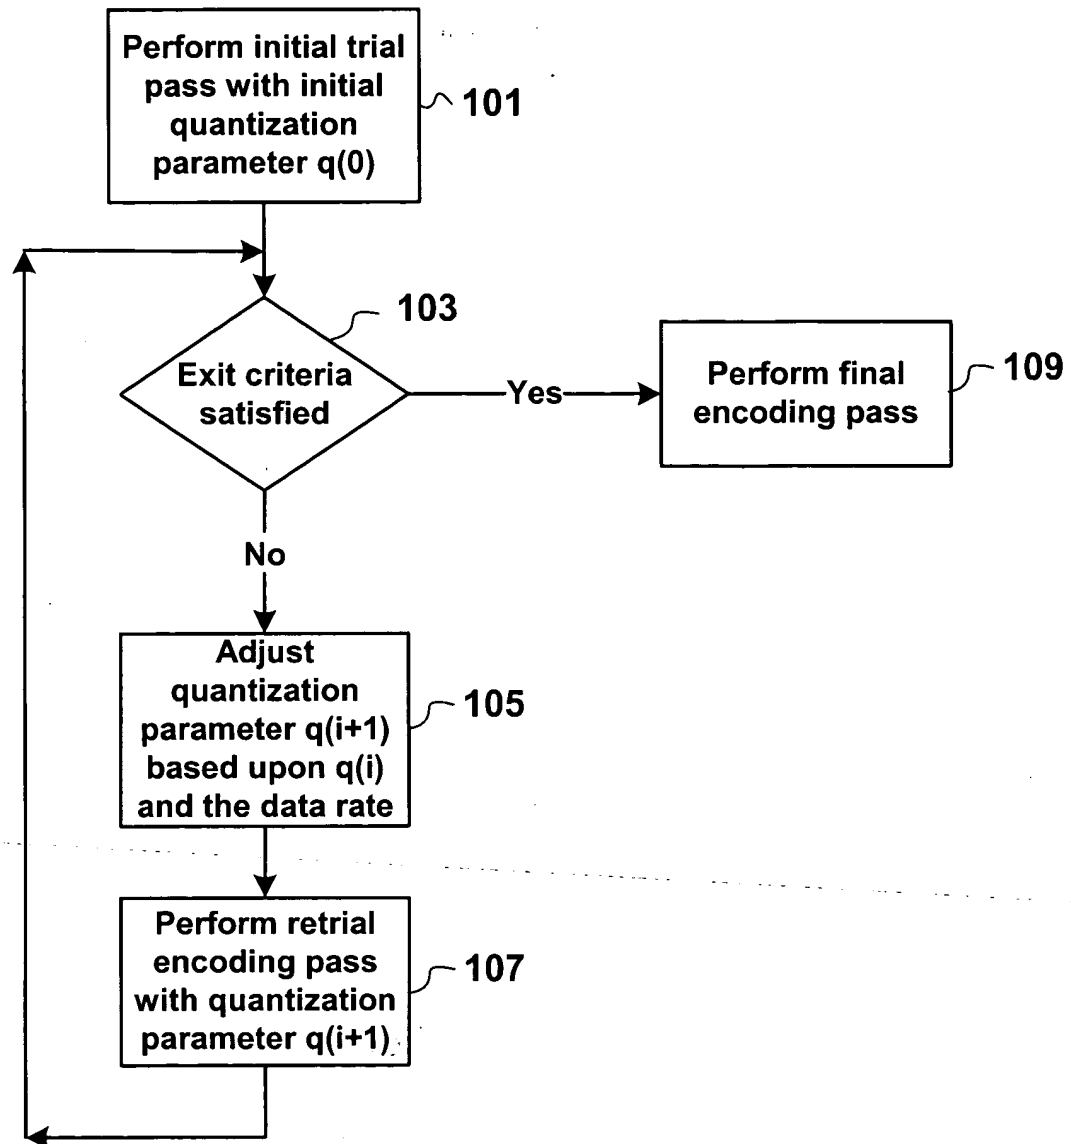 Perform initial trial
pass with initial
quantization
parameter q(0)
101
103
Exit criteria
satisfied
Yes
Perform final
encoding pass
109
No
Adjust
quantization
parameter q(i+1)
based upon q(i)
and the data rate
105
Perform retrial
encoding pass
with quantization
parameter q(i+1)
107